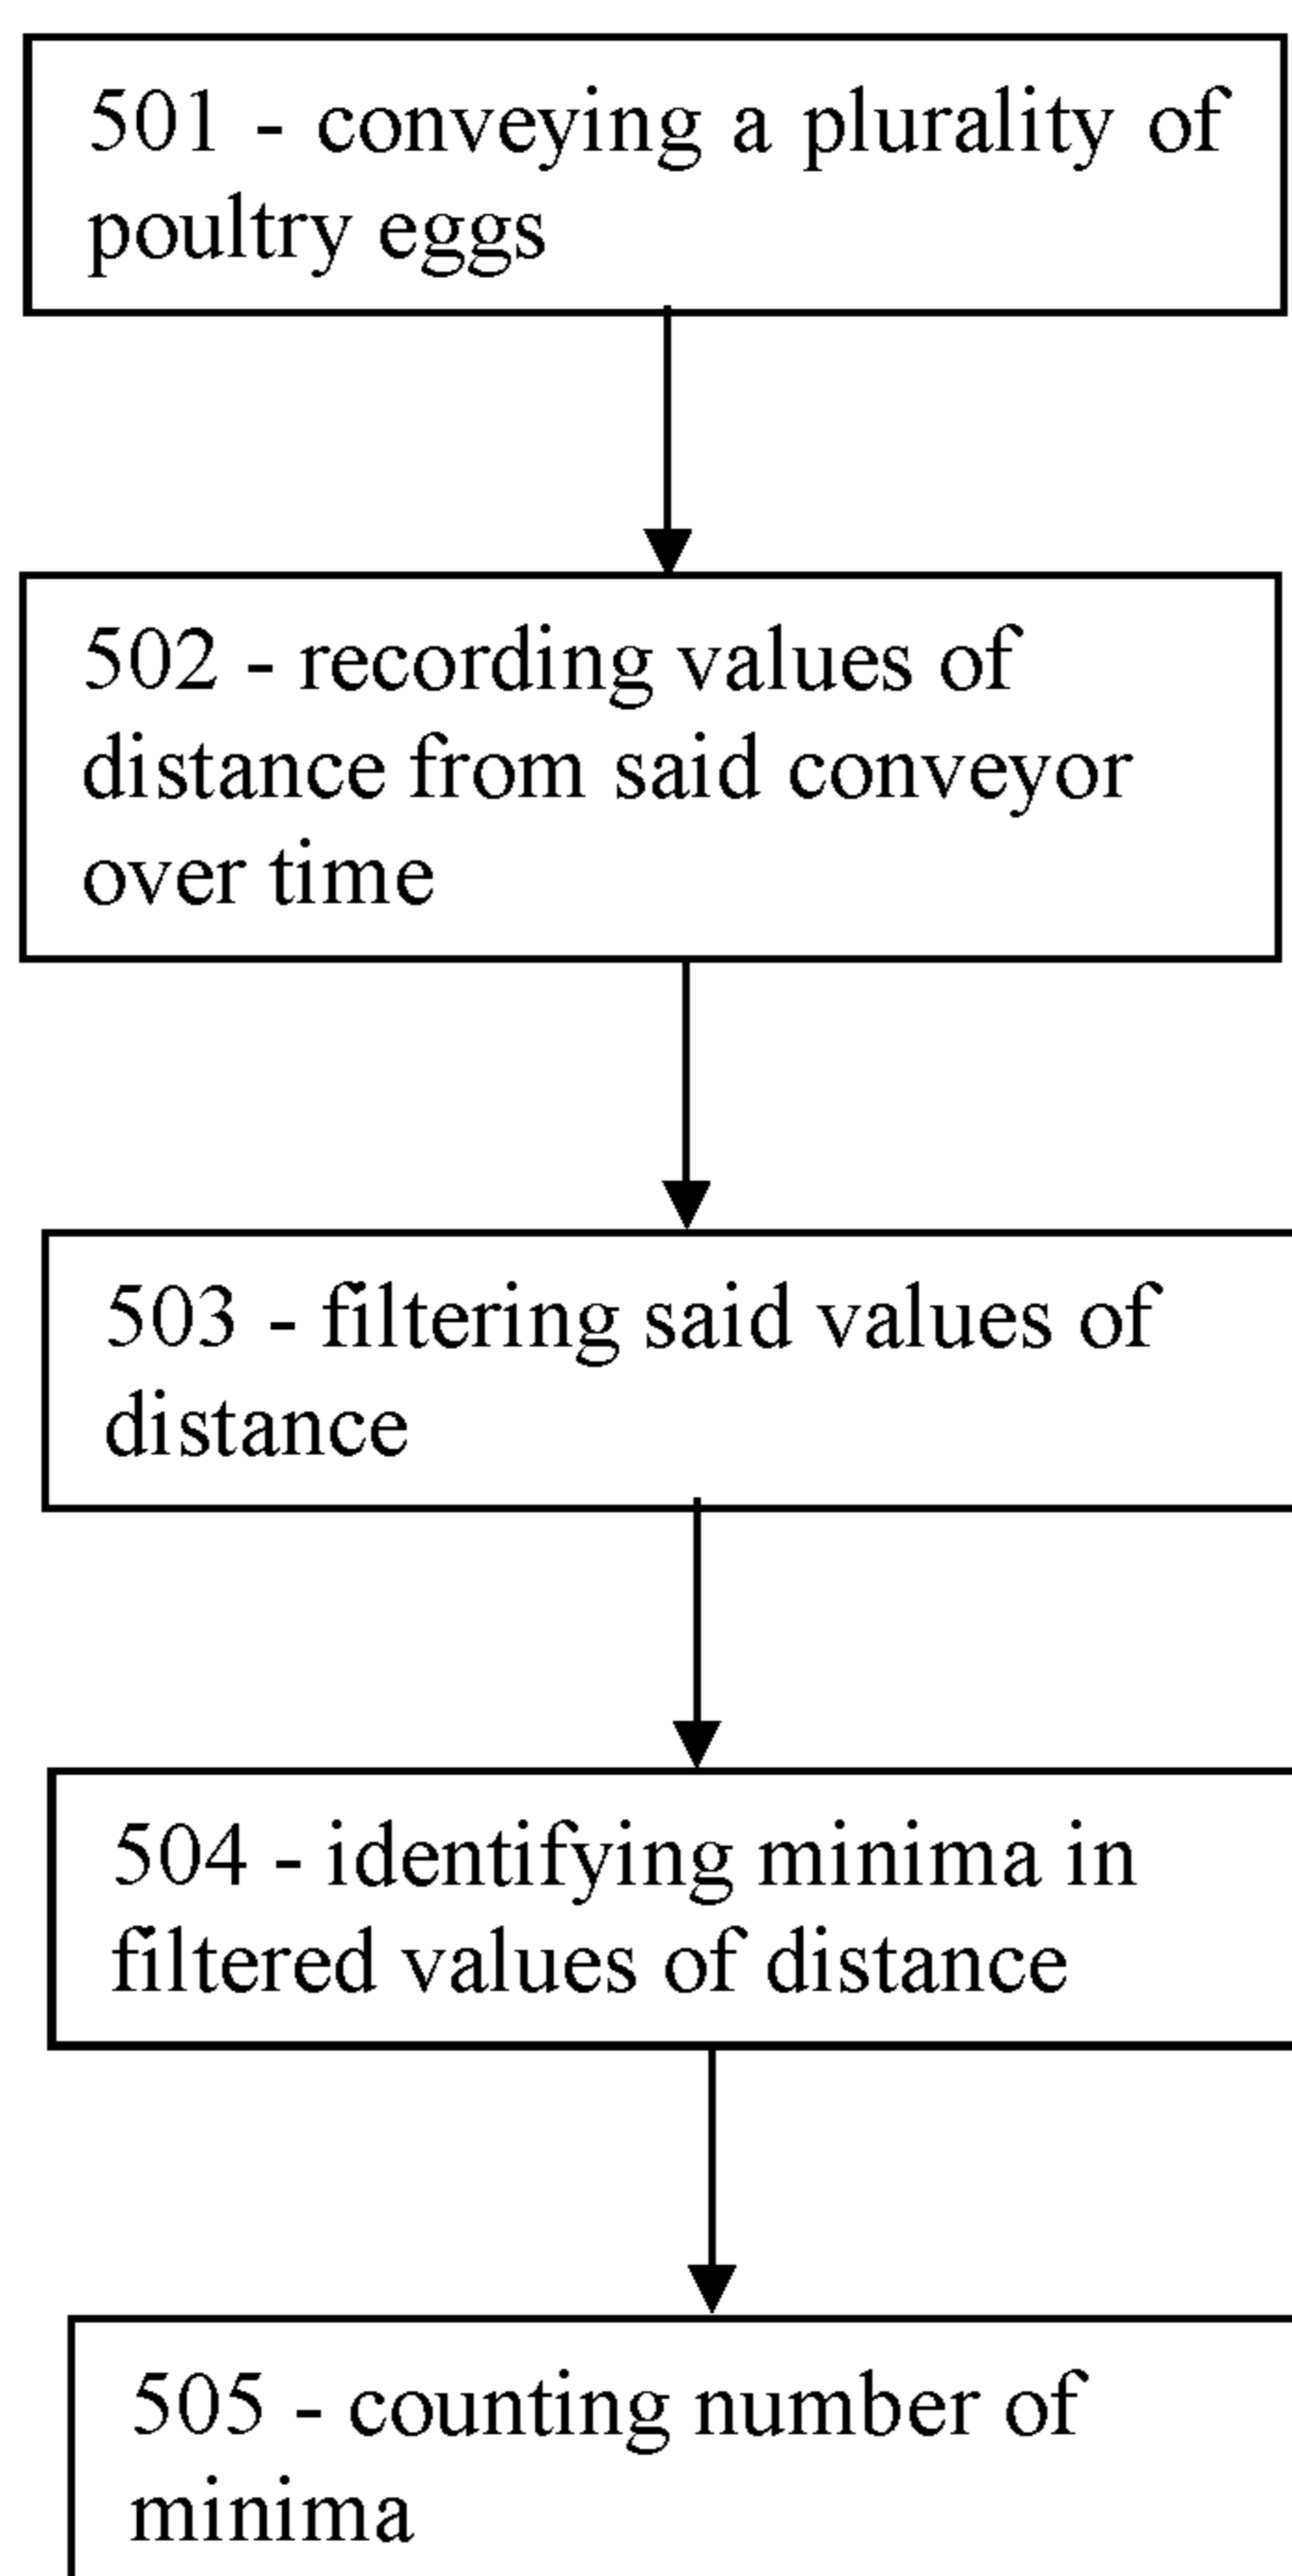 501 - conveying a plurality of
poultry eggs
502 - recording values of
distance from said conveyor
over time
503 - filtering said values of
distance
504 - identifying minima in
filtered values of distance
505 - counting number of
minima